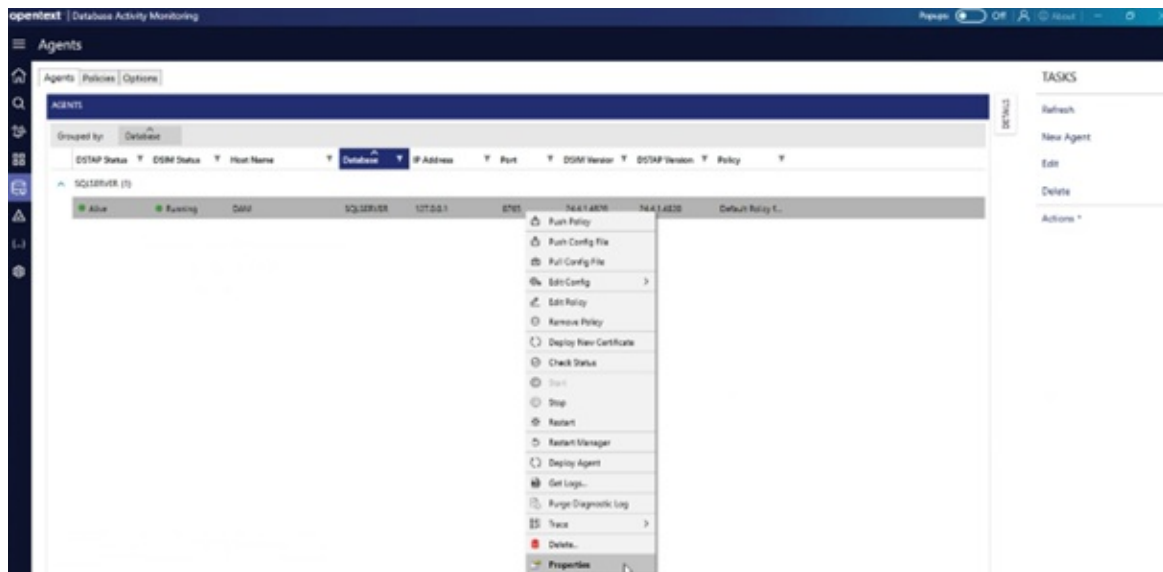 opentext | Database Activity Monitoring
Popups Off About
Agents
Agents Policies Options
TASKS
AGENTS
DETAILS
Refresh
Grouped by: Database
New Agent
DSTAP Status DSIM Status Host Name Database IP Address Port DSIM Version DSTAP Version Policy
Edit
SQLSERVER (1)
Delete
Alive Running DAM SQLSERVER 127.0.0.1 Default Policy f...
Actions
Push Policy
Push Config File
Pull Config File
Edit Config
Edit Policy
Remove Policy
Deploy New Certificate
Check Status
Start
Stop
Restart
Restart Manager
Deploy Agent
Get Logs...
Purge Diagnostic Log
Trace
Delete...
Properties